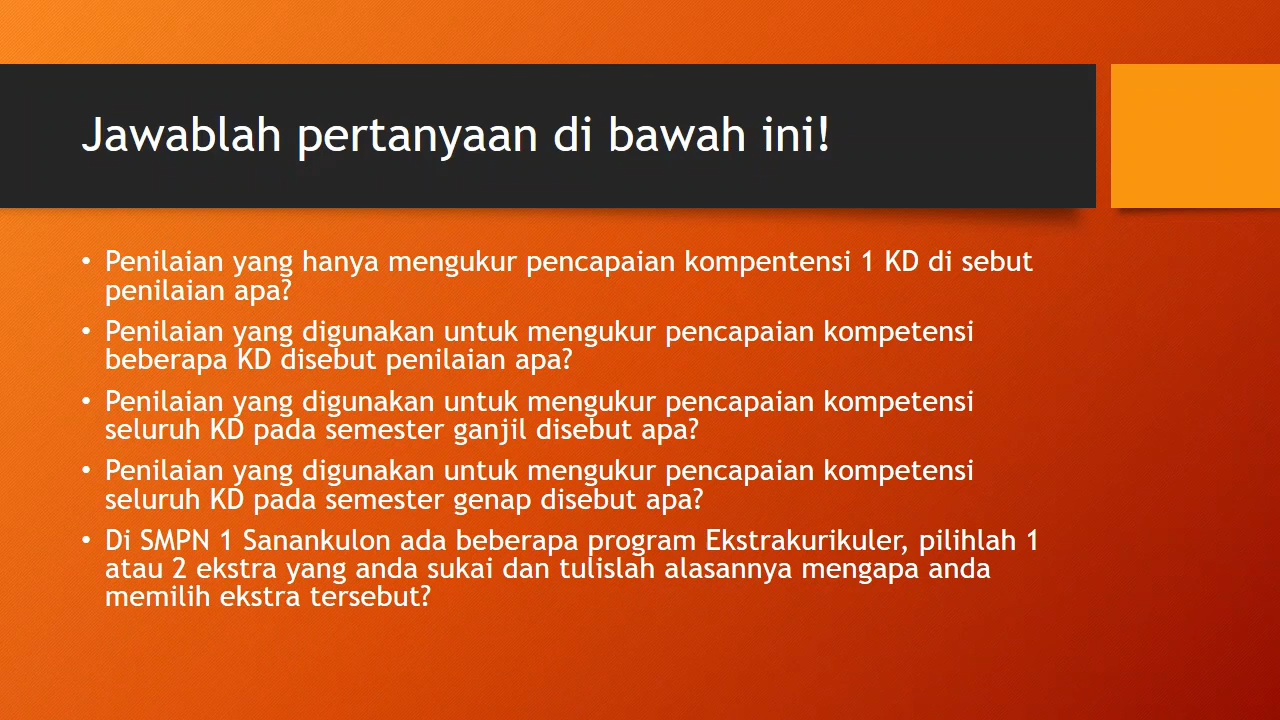 Jawablah pertanyaan di bawah ini!
• Penilaian yang hanya mengukur pencapaian kompentensi 1 KD di sebut
penilaian apa?
• Penilaian yang digunakan untuk mengukur pencapaian kompetensi
beberapa KD disebut penilaian apa?
• Penilaian yang digunakan untuk mengukur pencapaian kompetensi
seluruh KD pada semester ganjil disebut apa?
• Penilaian yang digunakan untuk mengukur pencapaian kompetensi
seluruh KD pada semester genap disebut apa?
• Di SMPN 1 Sanankulon ada beberapa program Ekstrakurikuler, pilihlah 1
atau 2 ekstra yang anda sukai dan tulislah alasannya mengapa anda
memilih ekstra tersebut?